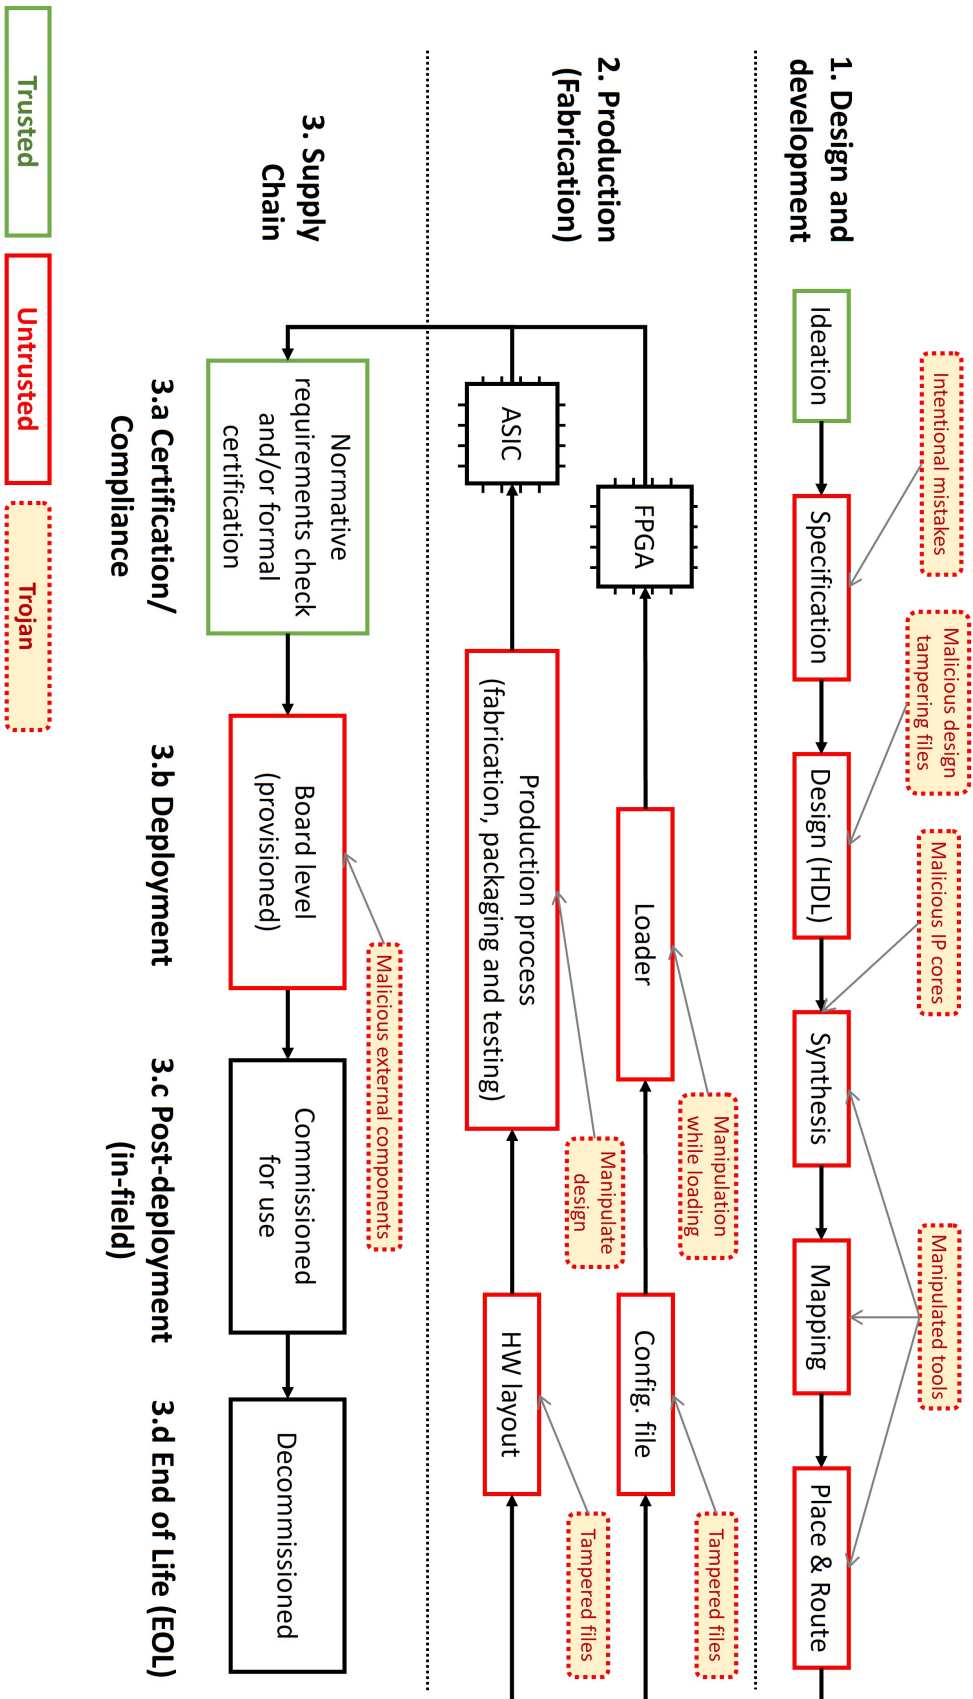 1. Design and
development
Intentional mistakes
Malicious design
tampering files
Malicious IP cores
Manipulated tools
Ideation
Specification
Design (HDL)
Synthesis
Mapping
Place & Route
2. Production
(Fabrication)
Manipulation
while loading
Tampered files
FPGA
Loader
Config. file
Manipulate
design
Tampered files
ASIC
Production process
(fabrication, packaging and testing)
HW layout
3. Supply
Chain
Malicious external components
Normative
requirements check
and/or formal
certification
Board level
(provisioned)
Commissioned
for use
Decommissioned
3.a Certification/
Compliance
3.b Deployment
3.c Post-deployment
(in-field)
3.d End of Life (EOL)
Trusted
Untrusted
Trojan